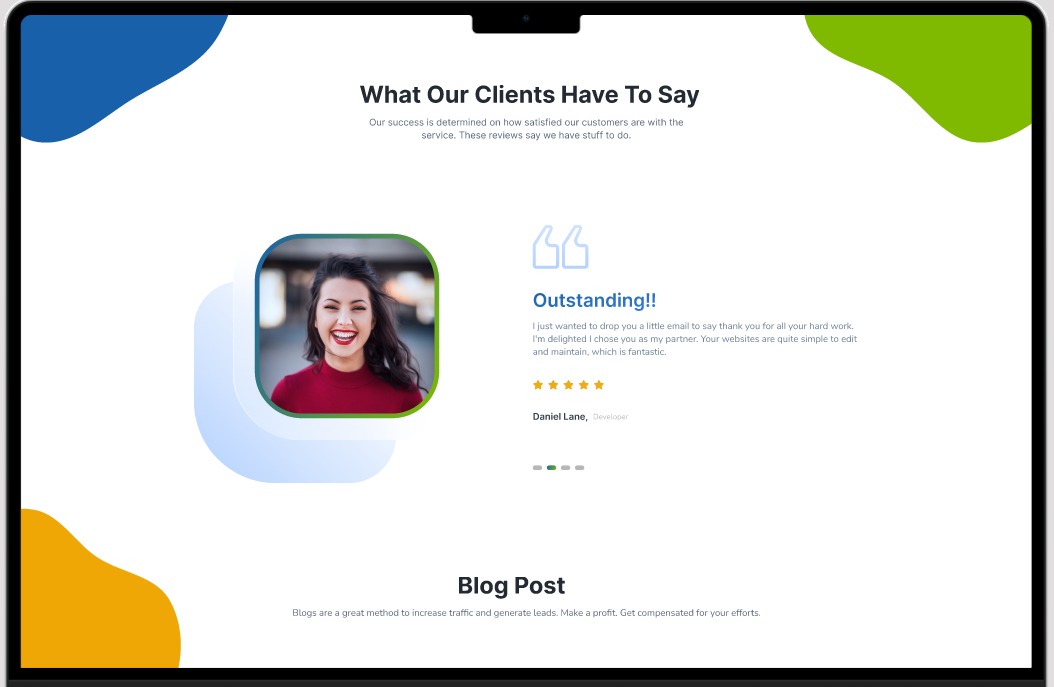 What Our Clients Have To Say
Our success is determined on how satisfied our customers are with the
service. These reviews say we have stuff to do.
Outstanding!!
I just wanted to drop you a little email to say thank you for all your hard work.
I'm delighted I chose you as my partner. Your websites are quite simple to edit
and maintain, which is fantastic.
Daniel Lane, Developer
Blog Post
Blogs are a great method to increase traffic and generate leads. Make a profit. Get compensated for your efforts.